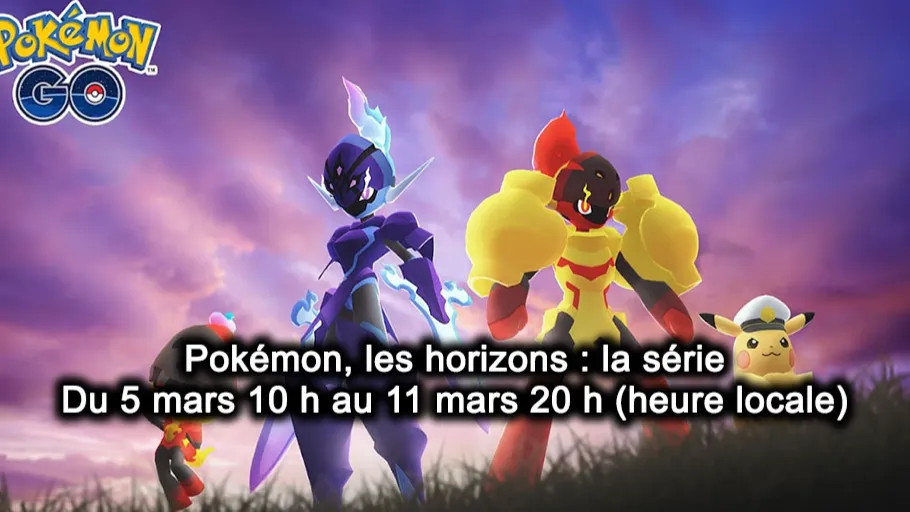 POKÉMON
GO
Pokémon, les horizons : la série
Du 5 mars 10 h au 11 mars 20 h (heure locale)